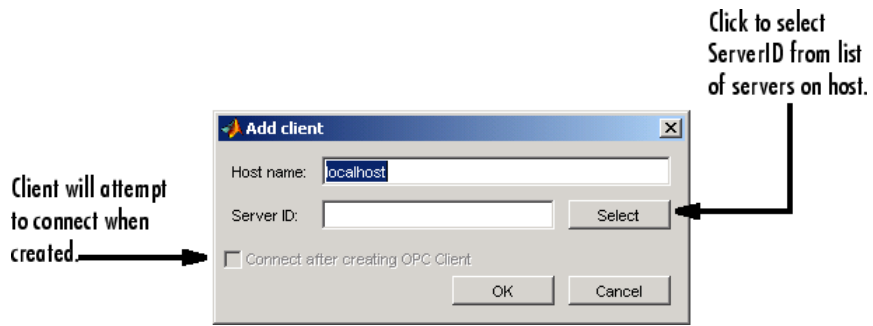 Click to select
ServerID from list
of servers on host.
Add client
Host name: localhost
Client will attempt
to connect when
created.
Server ID: Select
Connect after creating OPC Client
OK Cancel